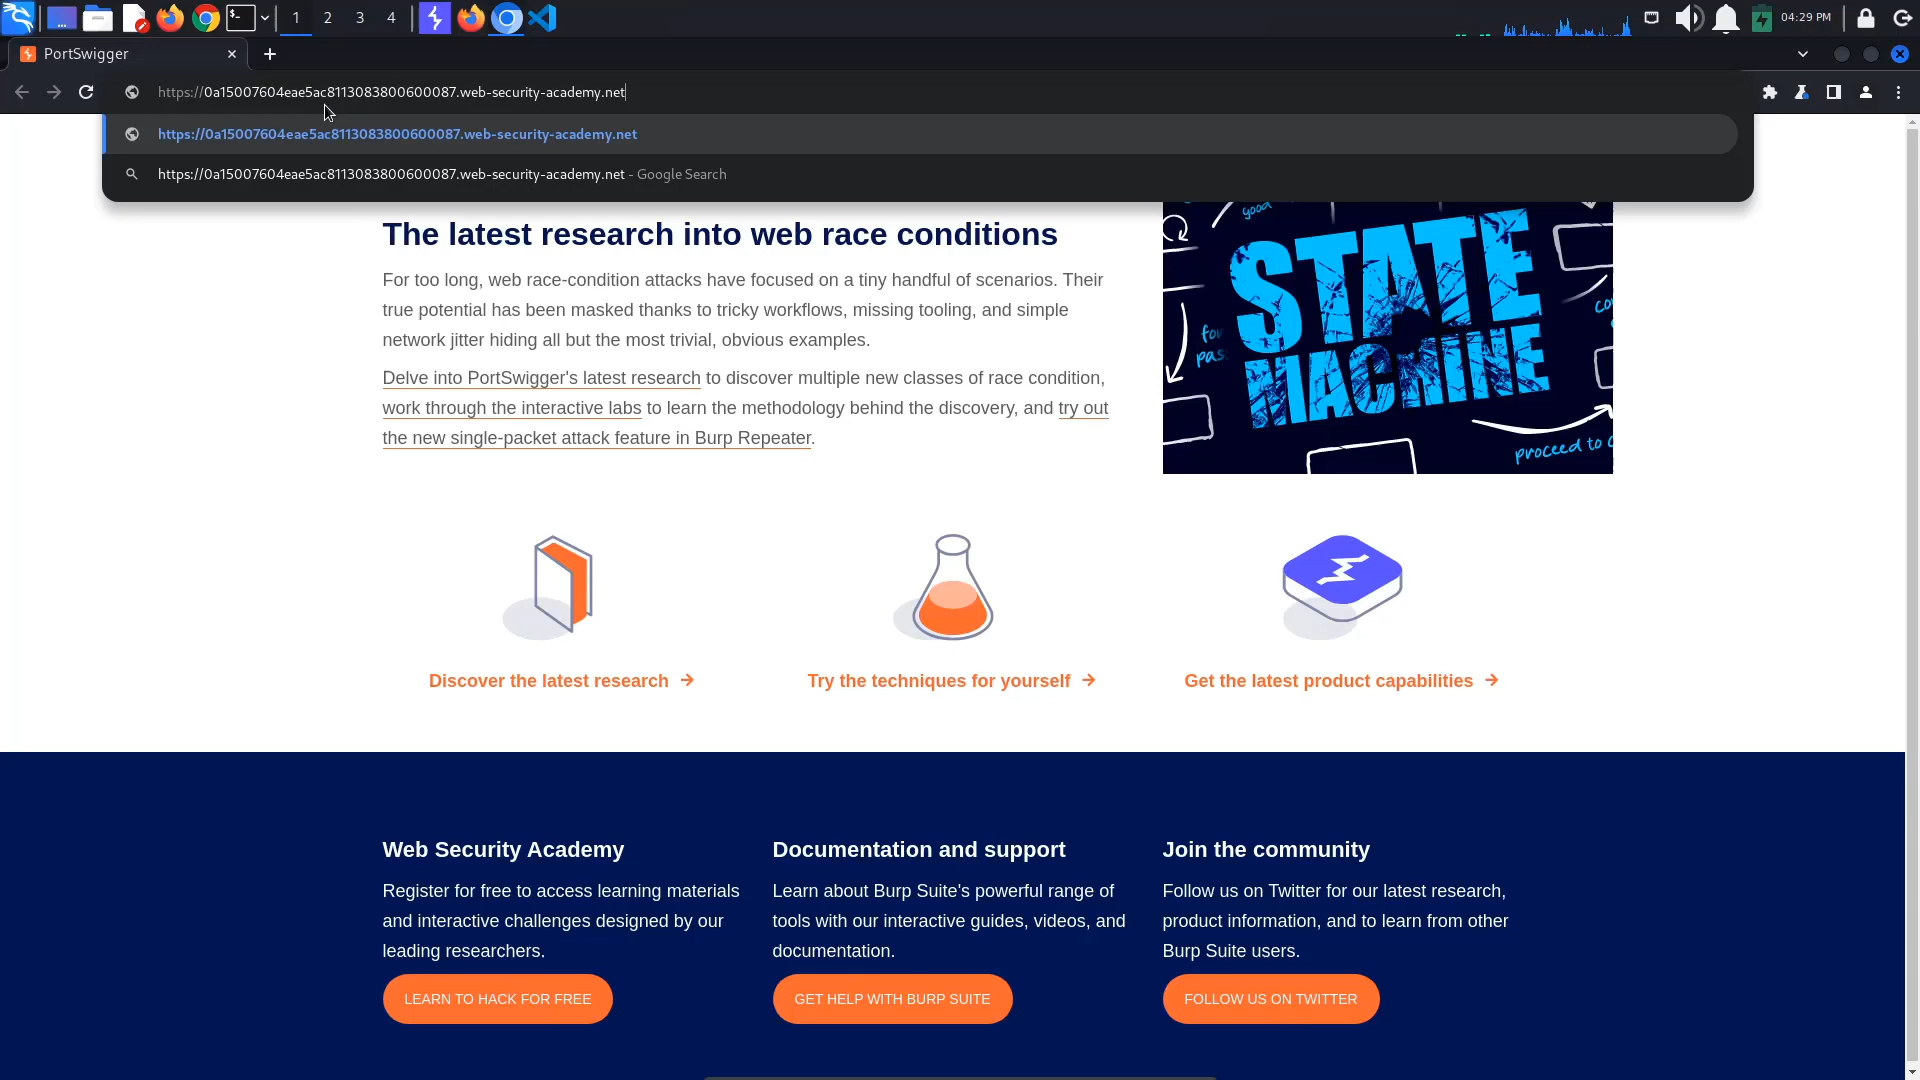 1 2 3 4
04:29 PM
PortSwigger
https://0a15007604eae5ac8113083800600087.web-security-academy.net
https://0a15007604eae5ac8113083800600087.web-security-academy.net
https://0a15007604eae5ac8113083800600087.web-security-academy.net - Google Search
The latest research into web race conditions
For too long, web race-condition attacks have focused on a tiny handful of scenarios. Their
true potential has been masked thanks to tricky workflows, missing tooling, and simple
network jitter hiding all but the most trivial, obvious examples.
Delve into PortSwigger's latest research to discover multiple new classes of race condition,
work through the interactive labs to learn the methodology behind the discovery, and try out
the new single-packet attack feature in Burp Repeater.
good
STATE
MACHINE
proceed to
Discover the latest research
Try the techniques for yourself
Get the latest product capabilities
Web Security Academy
Register for free to access learning materials
and interactive challenges designed by our
leading researchers.
LEARN TO HACK FOR FREE
Documentation and support
Learn about Burp Suite's powerful range of
tools with our interactive guides, videos, and
documentation.
GET HELP WITH BURP SUITE
Join the community
Follow us on Twitter for our latest research,
product information, and to learn from other
Burp Suite users.
FOLLOW US ON TWITTER